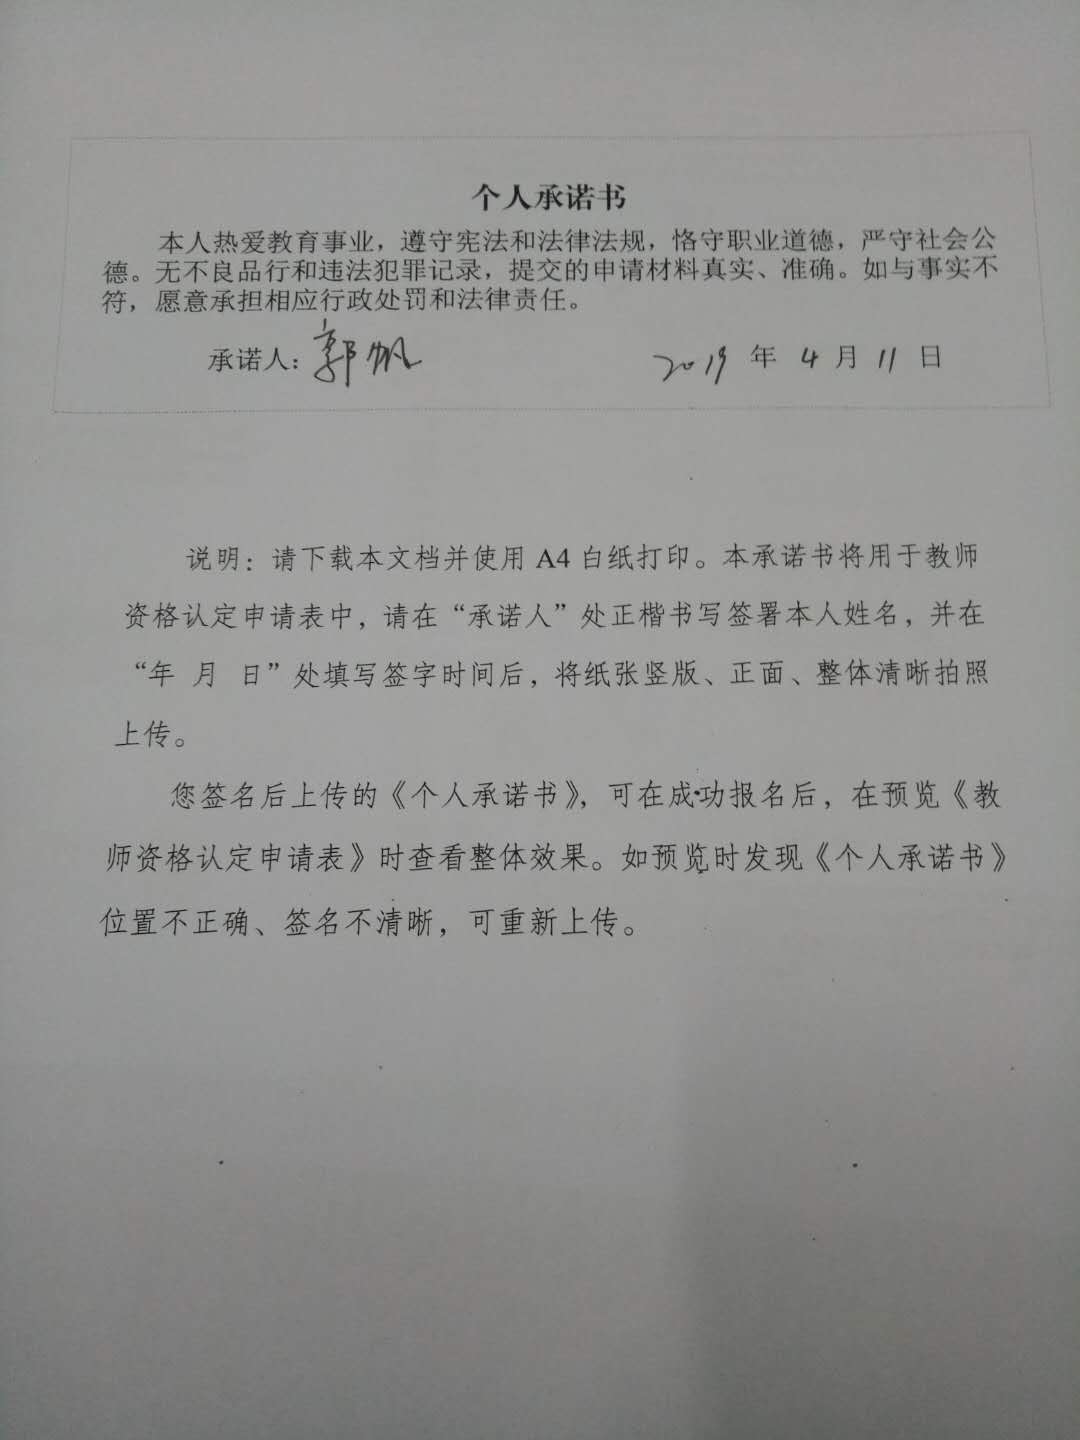 个人承诺书
本人热爱教育事业，遵守宪法和法律法规，恪守职业道德，严守社会公
德。无不良品行和违法犯罪记录，提交的申请材料真实、准确。如与事实不
符，愿意承担相应行政处罚和法律责任。
承诺人：郭帆 2019年4月11日
说明：请下载本文档并使用A4白纸打印。本承诺书将用于教师
资格认定申请表中，请在“承诺人”处正楷书写签署本人姓名，并在
“年 月 日”处填写签字时间后，将纸张竖版、正面、整体清晰拍照
上传。
您签名后上传的《个人承诺书》，可在成功报名后，在预览《教
师资格认定申请表》时查看整体效果。如预览时发现《个人承诺书》
位置不正确、签名不清晰，可重新上传。